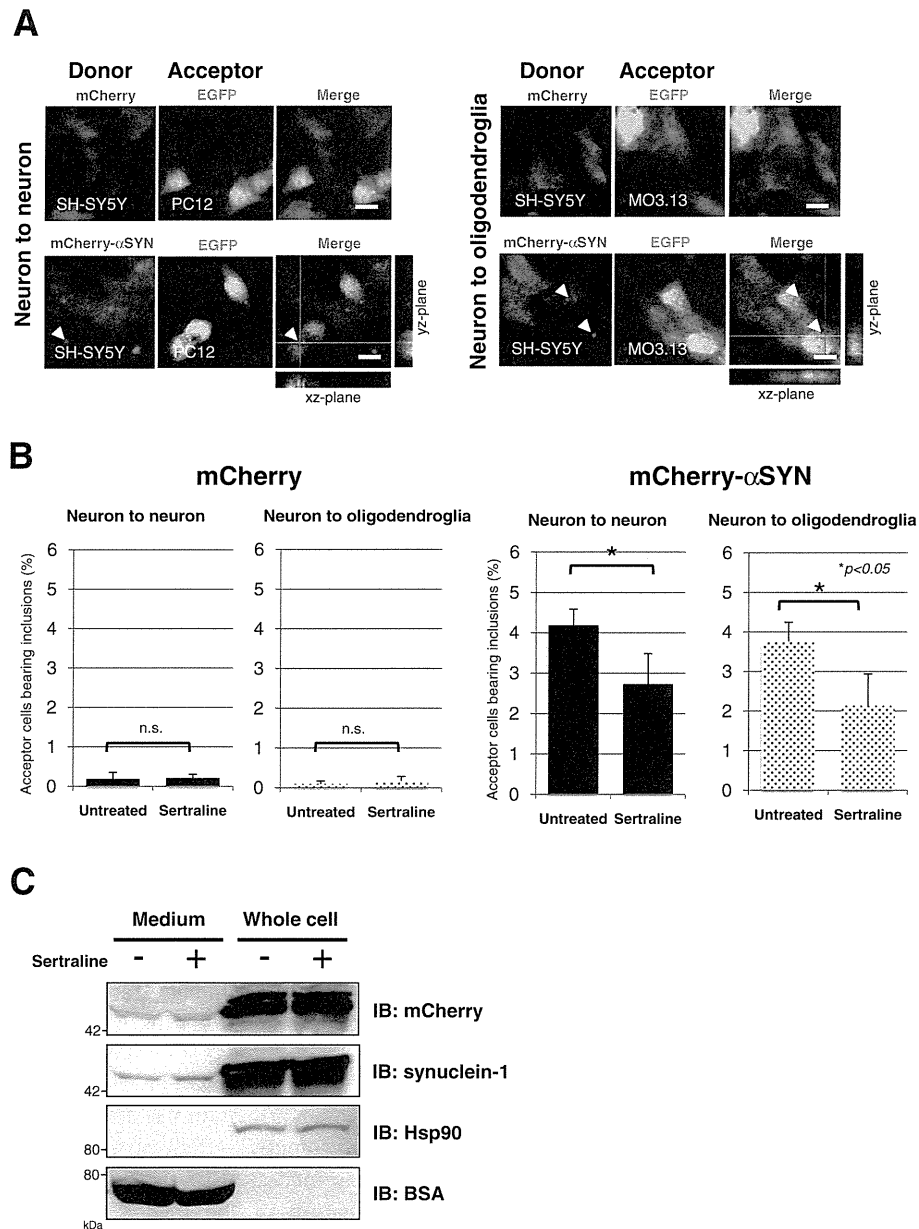 A
Donor Acceptor
mCherry EGFP Merge
Neuron to neuron
SH-SY5Y PC12
mCherry-αSYN EGFP Merge
SH-SY5Y PC12
yz-plane
xz-plane
Donor Acceptor
mCherry EGFP Merge
Neuron to oligodendroglia
SH-SY5Y MO3.13
mCherry-αSYN EGFP Merge
SH-SY5Y MO3.13
yz-plane
xz-plane
B
mCherry
Neuron to neuron
Acceptor cells bearing inclusions (%)
6
5
4
3
2
1
0
n.s.
Untreated Sertraline
Neuron to oligodendroglia
6
5
4
3
2
1
0
n.s.
Untreated Sertraline
mCherry-αSYN
Neuron to neuron
Acceptor cells bearing inclusions (%)
6
5
4
3
2
1
0
*
Untreated Sertraline
Neuron to oligodendroglia
6
5
4
3
2
1
0
*p<0.05
*
Untreated Sertraline
C
Medium Whole cell
Sertraline - + - +
42- IB: mCherry
42- IB: synuclein-1
80- IB: Hsp90
80- IB: BSA
kDa